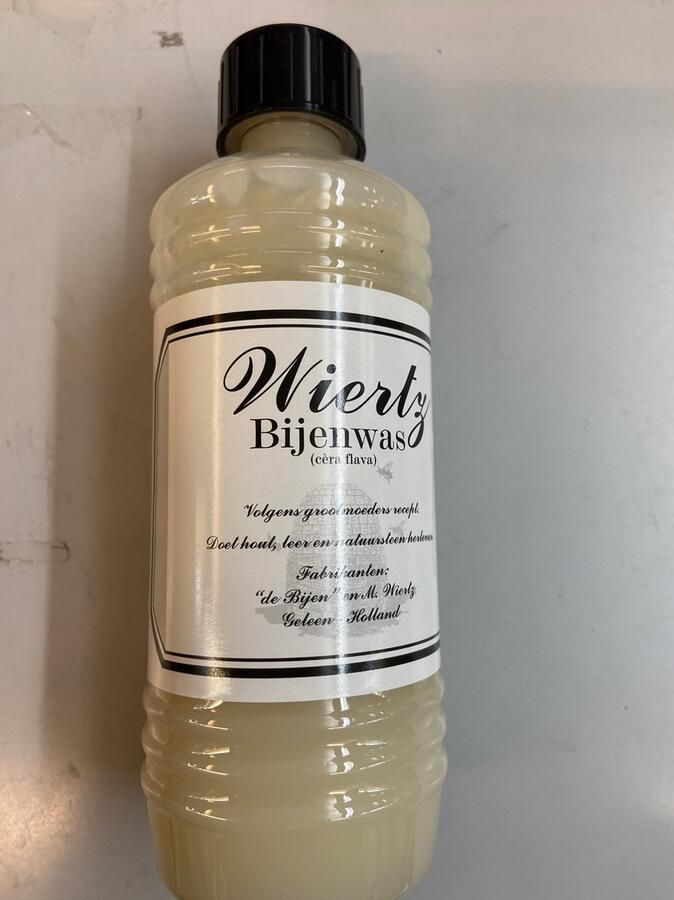 Wiertz
Bijenwas
(cèra flava)
Volgens grootmoeders recept.
Doet hout, leer en natuursteen herleven
Fabrikanten:
"de Bijen" en M. Wiertz
Geleen - Holland